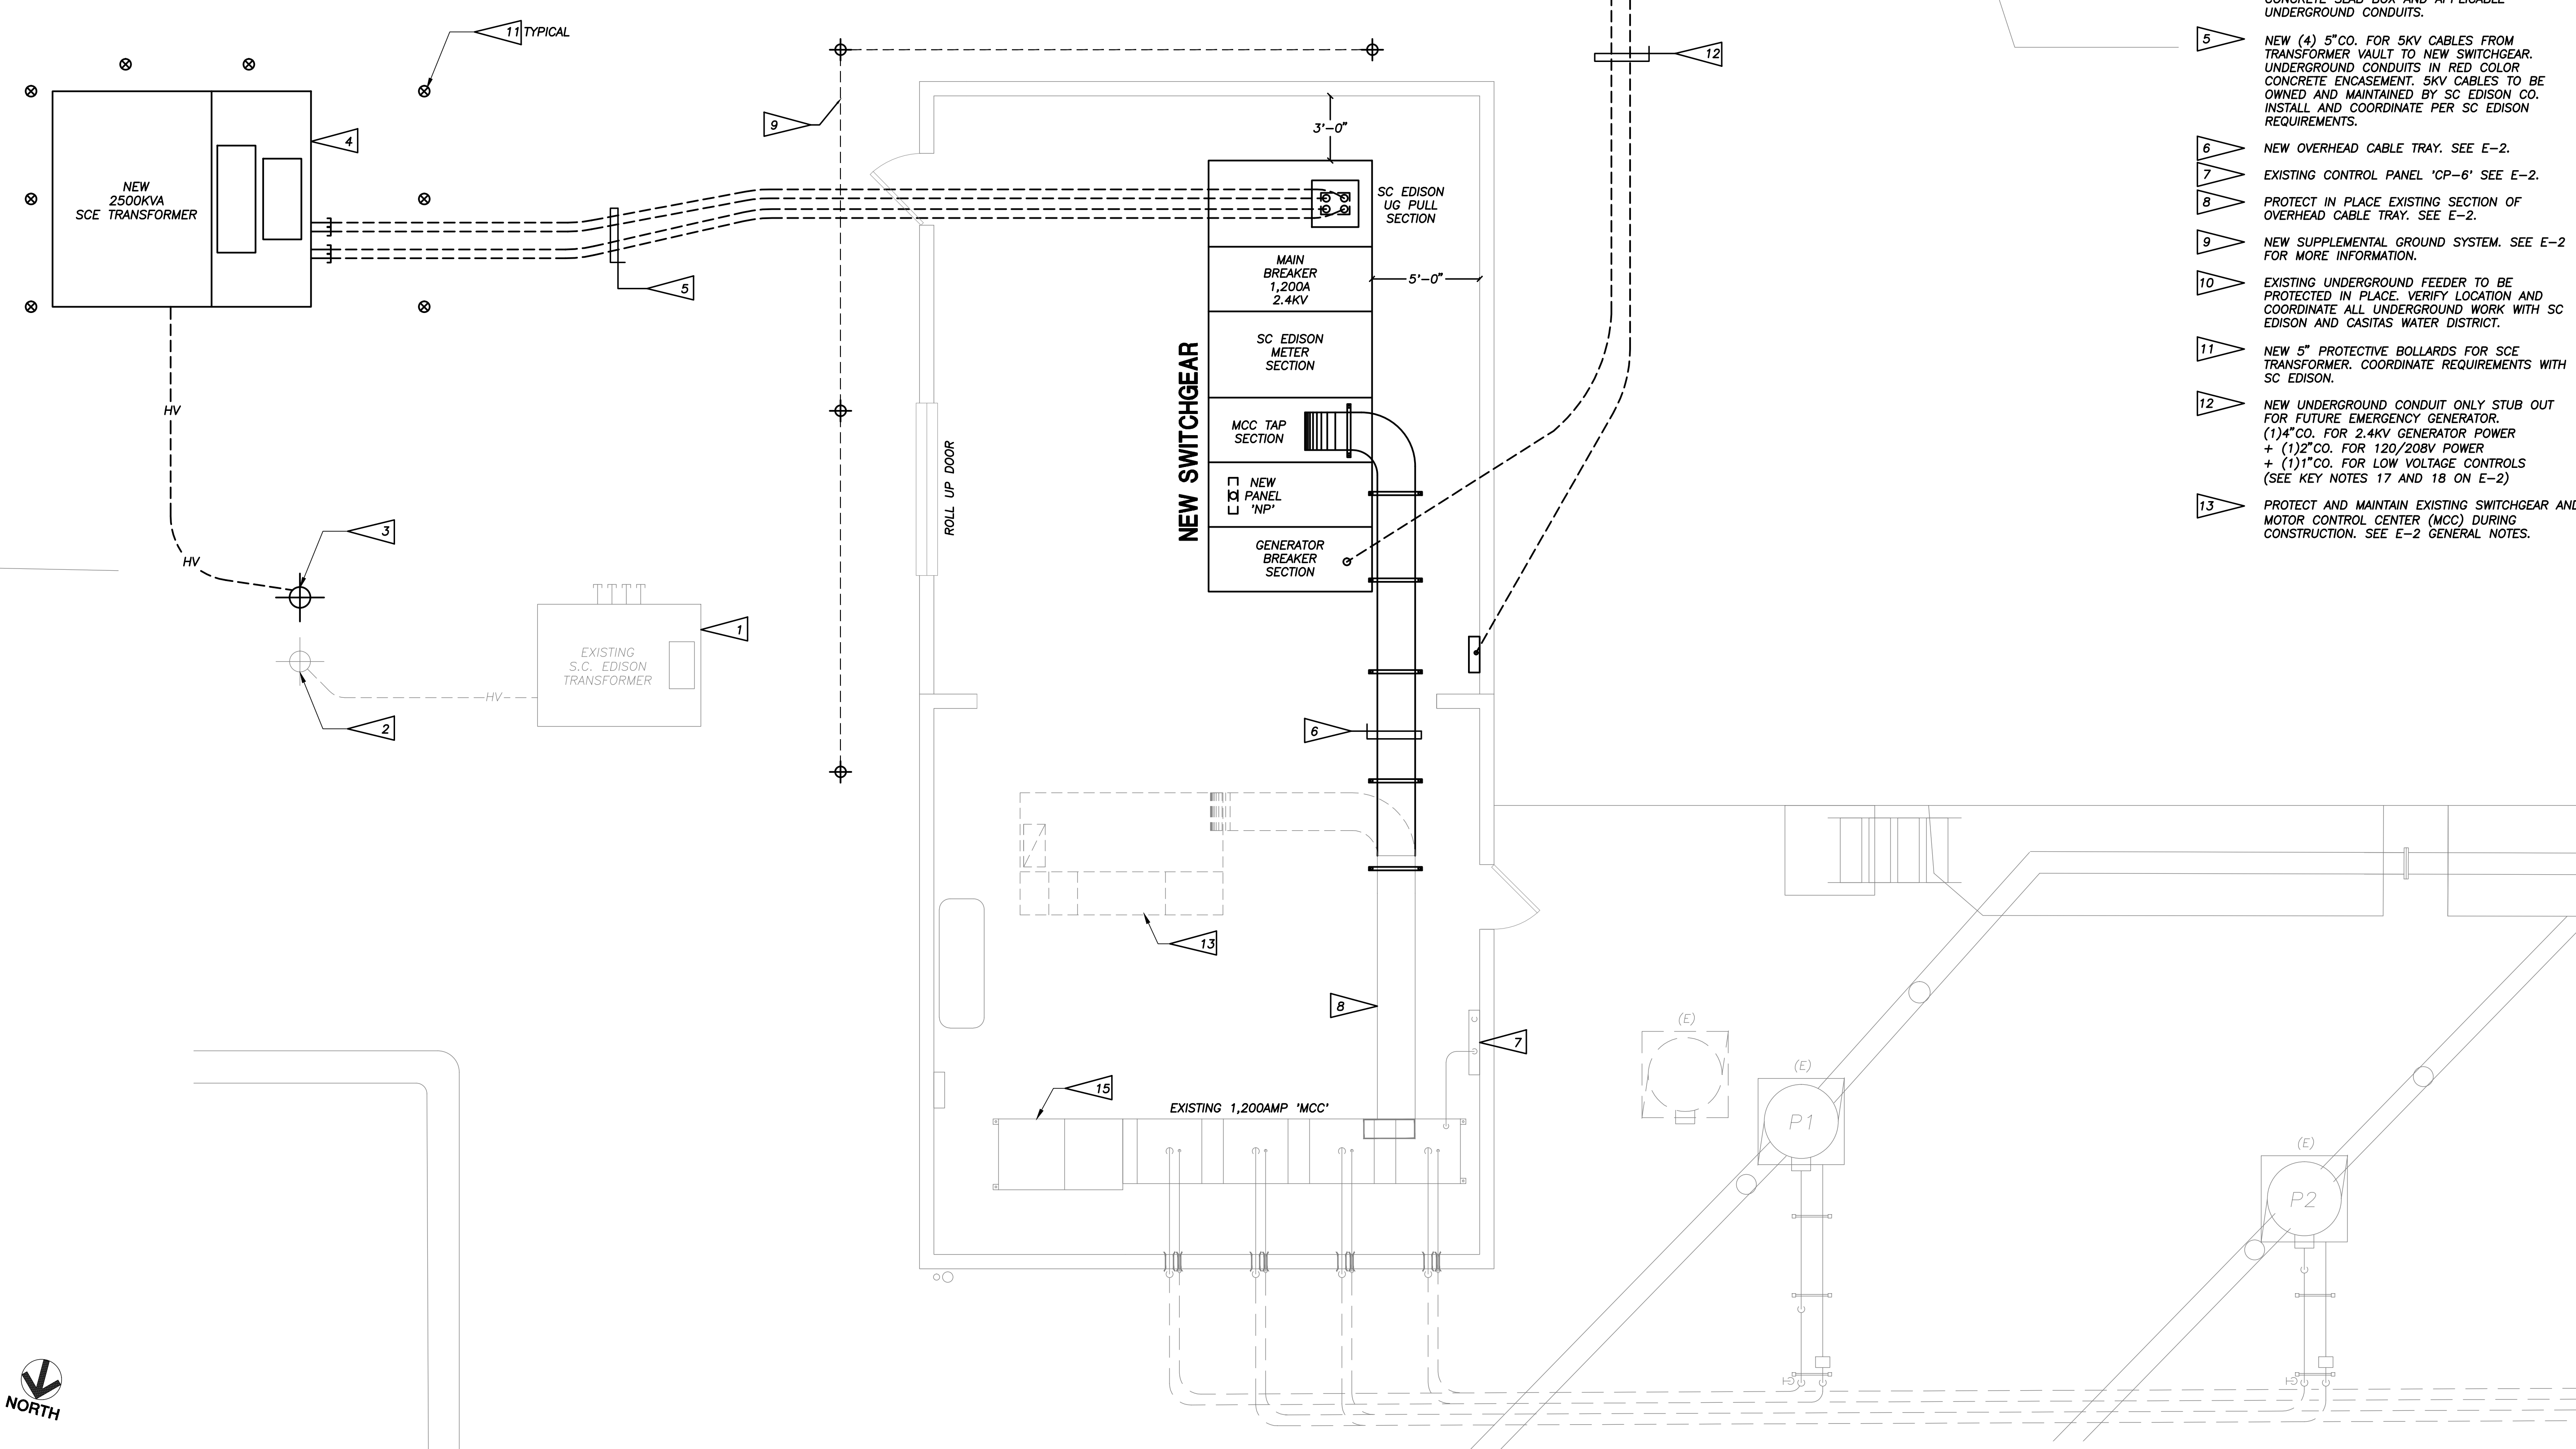 11 TYPICAL
12
9
4
3'-0"
NEW
2500KVA
SCE TRANSFORMER
SC EDISON
UG PULL
SECTION
MAIN
BREAKER
1,200A
2.4KV
5'-0"
5
SC EDISON
METER
SECTION
NEW SWITCHGEAR
HV
MCC TAP
SECTION
ROLL UP DOOR
NEW
PANEL
'NP'
3
GENERATOR
BREAKER
SECTION
HV
1
EXISTING
S.C. EDISON
TRANSFORMER
HV
2
6
13
8
7
(E)
(E)
15
EXISTING 1,200AMP 'MCC'
P1
(E)
P2
NORTH
CONCRETE SLAB BOX AND APPLICABLE
UNDERGROUND CONDUITS.
5 NEW (4) 5"CO. FOR 5KV CABLES FROM
TRANSFORMER VAULT TO NEW SWITCHGEAR.
UNDERGROUND CONDUITS IN RED COLOR
CONCRETE ENCASEMENT. 5KV CABLES TO BE
OWNED AND MAINTAINED BY SC EDISON CO.
INSTALL AND COORDINATE PER SC EDISON
REQUIREMENTS.
6 NEW OVERHEAD CABLE TRAY. SEE E-2.
7 EXISTING CONTROL PANEL 'CP-6' SEE E-2.
8 PROTECT IN PLACE EXISTING SECTION OF
OVERHEAD CABLE TRAY. SEE E-2.
9 NEW SUPPLEMENTAL GROUND SYSTEM. SEE E-2
FOR MORE INFORMATION.
10 EXISTING UNDERGROUND FEEDER TO BE
PROTECTED IN PLACE. VERIFY LOCATION AND
COORDINATE ALL UNDERGROUND WORK WITH SC
EDISON AND CASITAS WATER DISTRICT.
11 NEW 5" PROTECTIVE BOLLARDS FOR SCE
TRANSFORMER. COORDINATE REQUIREMENTS WITH
SC EDISON.
12 NEW UNDERGROUND CONDUIT ONLY STUB OUT
FOR FUTURE EMERGENCY GENERATOR.
(1)4"CO. FOR 2.4KV GENERATOR POWER
+ (1)2"CO. FOR 120/208V POWER
+ (1)1"CO. FOR LOW VOLTAGE CONTROLS
(SEE KEY NOTES 17 AND 18 ON E-2)
13 PROTECT AND MAINTAIN EXISTING SWITCHGEAR AND
MOTOR CONTROL CENTER (MCC) DURING
CONSTRUCTION. SEE E-2 GENERAL NOTES.